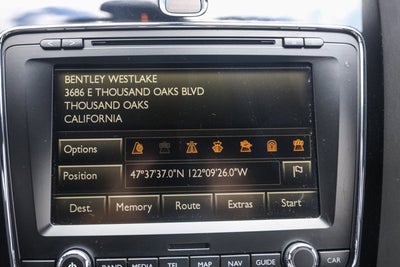 BENTLEY WESTLAKE
3686 E THOUSAND OAKS BLVD
THOUSAND OAKS
CALIFORNIA
Options
Position 47°37'37.0"N 122°09'26.0"W
Dest. Memory Route Extras Start
RADIO MEDIA TEL MAP NAV GUIDE CAR